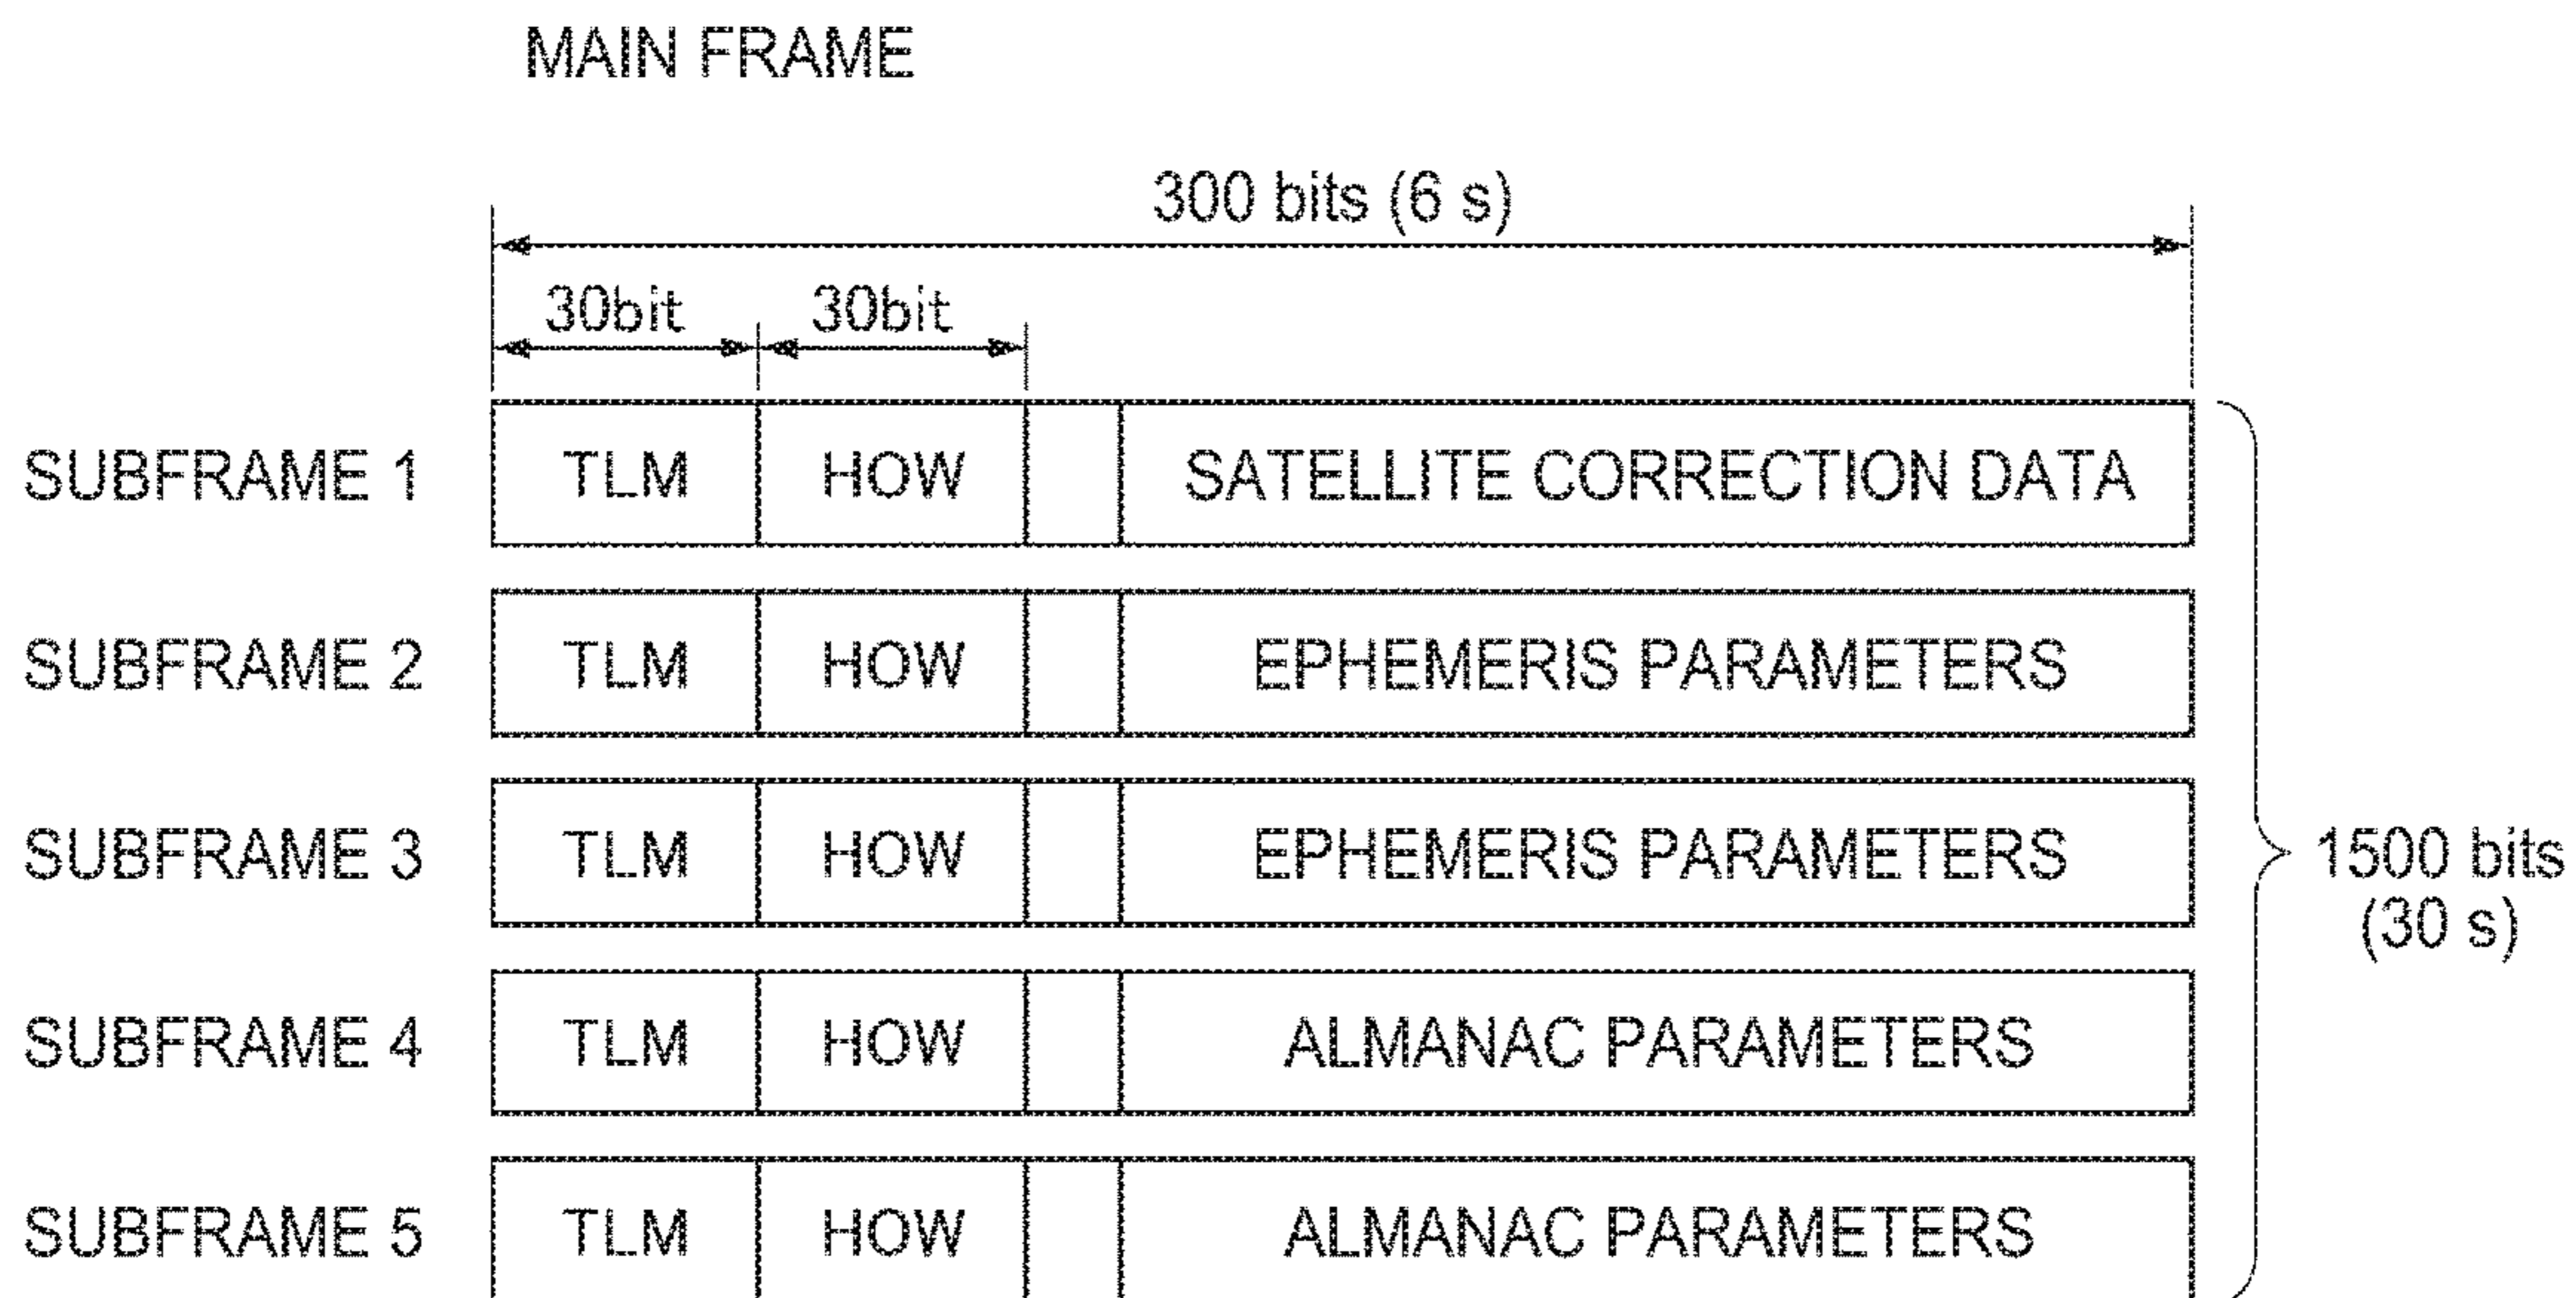 MAIN FRAME
300 bits (6 s)
30bit 30bit
SUBFRAME 1 TLM HOW SATELLITE CORRECTION DATA
SUBFRAME 2 TLM HOW EPHEMERIS PARAMETERS
SUBFRAME 3 TLM HOW EPHEMERIS PARAMETERS
1500 bits
(30 s)
SUBFRAME 4 TLM HOW ALMANAC PARAMETERS
SUBFRAME 5 TLM HOW ALMANAC PARAMETERS